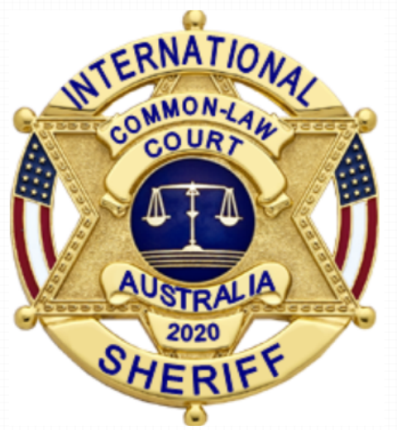 INTERNATIONAL
COMMON-LAW
COURT
AUSTRALIA
2020
SHERIFF